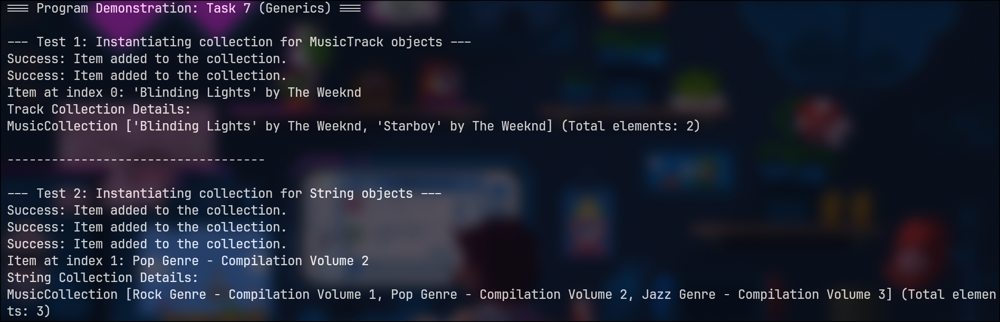 === Program Demonstration: Task 7 (Generics) ===
--- Test 1: Instantiating collection for MusicTrack objects ---
Success: Item added to the collection.
Success: Item added to the collection.
Item at index 0: 'Blinding Lights' by The Weeknd
Track Collection Details:
MusicCollection ['Blinding Lights' by The Weeknd, 'Starboy' by The Weeknd] (Total elements: 2)
-----------------------------------
--- Test 2: Instantiating collection for String objects ---
Success: Item added to the collection.
Success: Item added to the collection.
Success: Item added to the collection.
Item at index 1: Pop Genre - Compilation Volume 2
String Collection Details:
MusicCollection [Rock Genre - Compilation Volume 1, Pop Genre - Compilation Volume 2, Jazz Genre - Compilation Volume 3] (Total elemen
ts: 3)